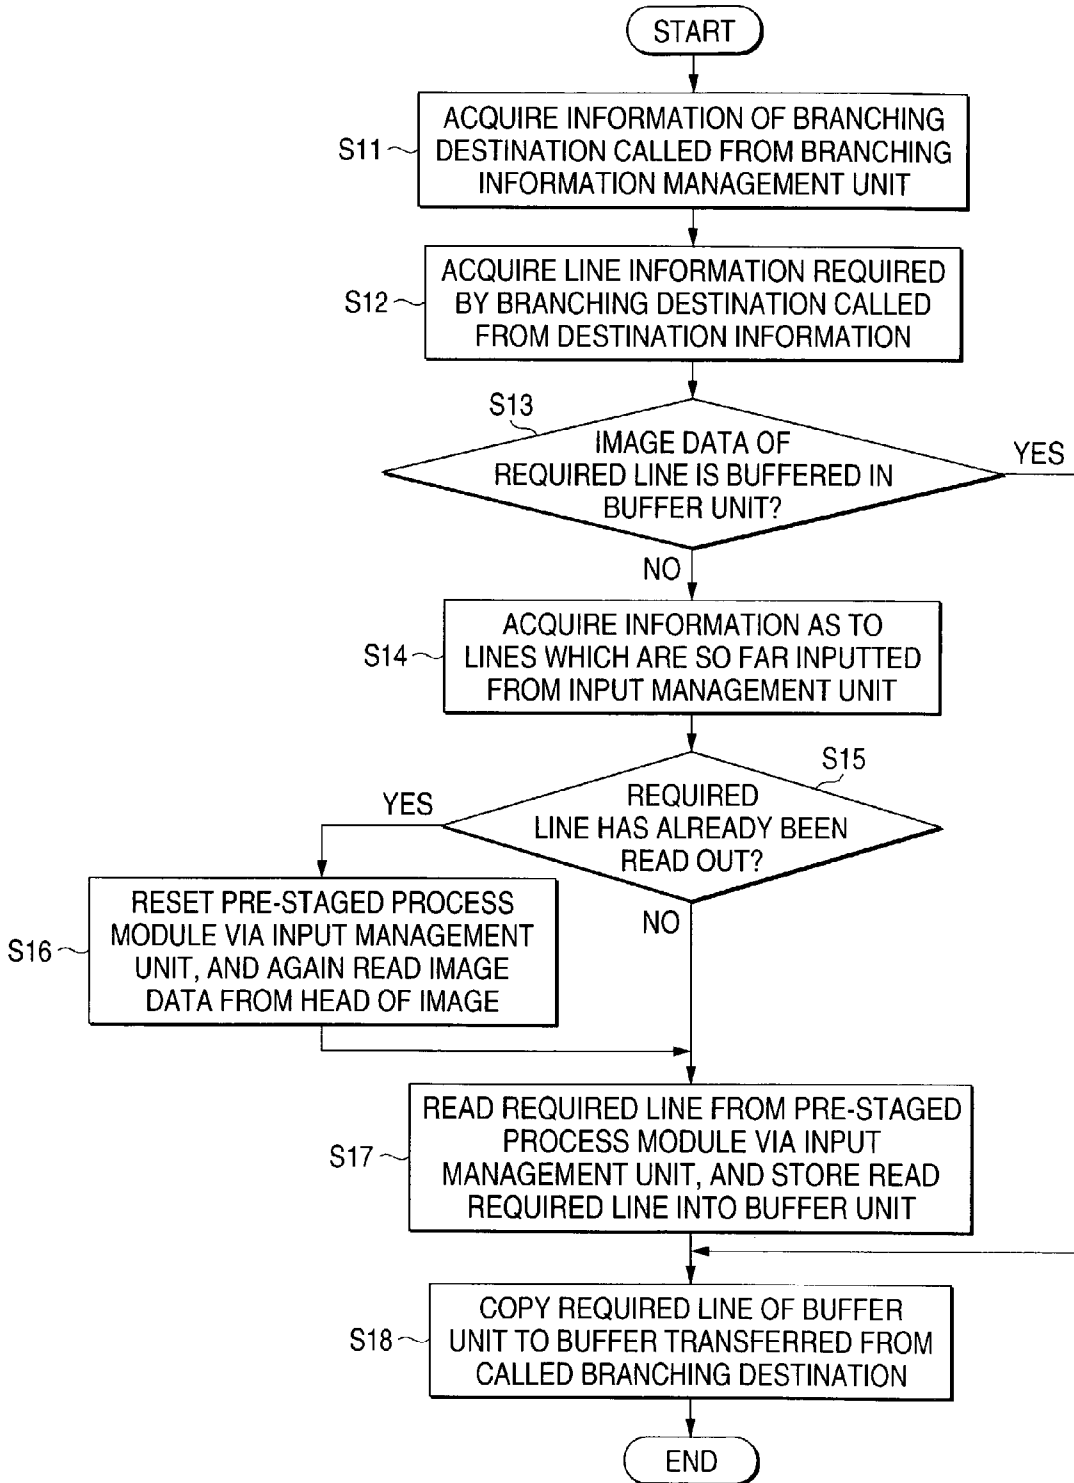 START
S11
ACQUIRE INFORMATION OF BRANCHING
DESTINATION CALLED FROM BRANCHING
INFORMATION MANAGEMENT UNIT
S12
ACQUIRE LINE INFORMATION REQUIRED
BY BRANCHING DESTINATION CALLED
FROM DESTINATION INFORMATION
S13
IMAGE DATA OF
REQUIRED LINE IS BUFFERED IN
BUFFER UNIT?
YES
NO
S14
ACQUIRE INFORMATION AS TO
LINES WHICH ARE SO FAR INPUTTED
FROM INPUT MANAGEMENT UNIT
S15
REQUIRED
LINE HAS ALREADY BEEN
READ OUT?
YES
NO
S16
RESET PRE-STAGED PROCESS
MODULE VIA INPUT MANAGEMENT
UNIT, AND AGAIN READ IMAGE
DATA FROM HEAD OF IMAGE
S17
READ REQUIRED LINE FROM PRE-STAGED
PROCESS MODULE VIA INPUT
MANAGEMENT UNIT, AND STORE READ
REQUIRED LINE INTO BUFFER UNIT
S18
COPY REQUIRED LINE OF BUFFER
UNIT TO BUFFER TRANSFERRED FROM
CALLED BRANCHING DESTINATION
END